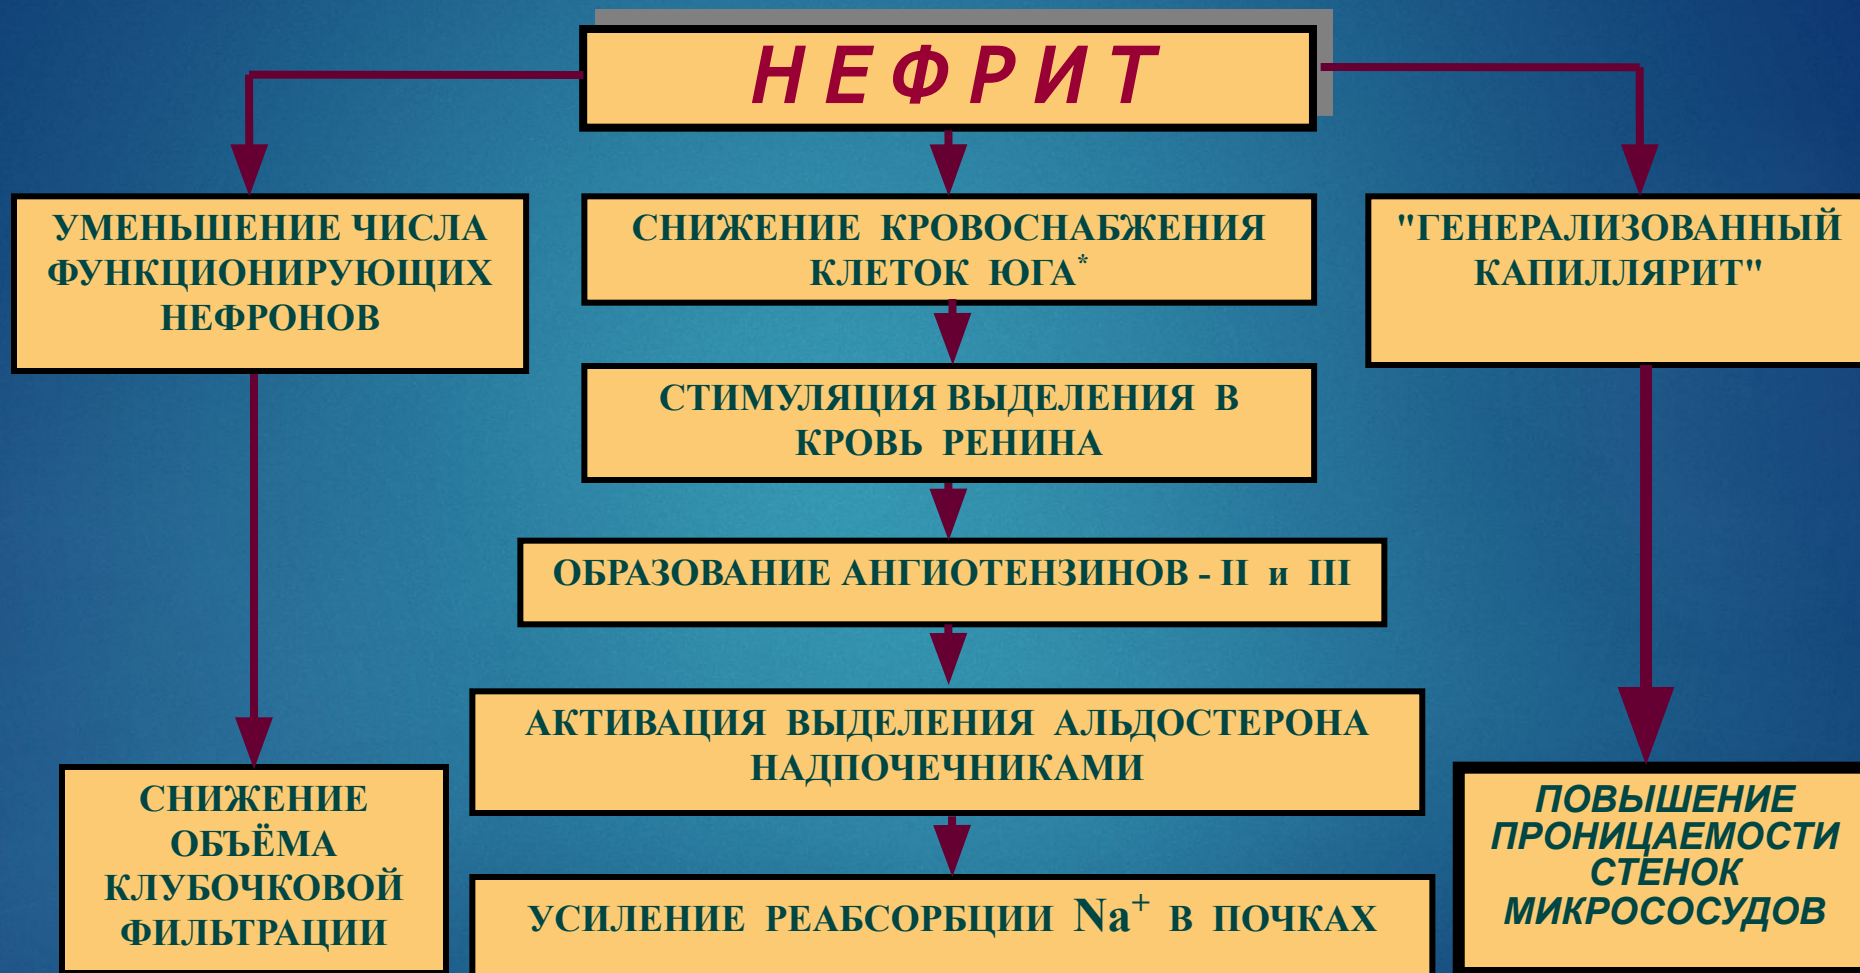 Н Е Ф Р И Т
УМЕНЬШЕНИЕ ЧИСЛА
ФУНКЦИОНИРУЮЩИХ
НЕФРОНОВ
СНИЖЕНИЕ КРОВОСНАБЖЕНИЯ
КЛЕТОК ЮГА*
"ГЕНЕРАЛИЗОВАННЫЙ
КАПИЛЛЯРИТ"
СТИМУЛЯЦИЯ ВЫДЕЛЕНИЯ В
КРОВЬ РЕНИНА
ОБРАЗОВАНИЕ АНГИОТЕНЗИНОВ - II и III
АКТИВАЦИЯ ВЫДЕЛЕНИЯ АЛЬДОСТЕРОНА
НАДПОЧЕЧНИКАМИ
СНИЖЕНИЕ
ОБЪЁМА
КЛУБОЧКОВОЙ
ФИЛЬТРАЦИИ
УСИЛЕНИЕ РЕАБСОРБЦИИ Na⁺ В ПОЧКАХ
ПОВЫШЕНИЕ
ПРОНИЦАЕМОСТИ
СТЕНОК
МИКРОСОСУДОВ